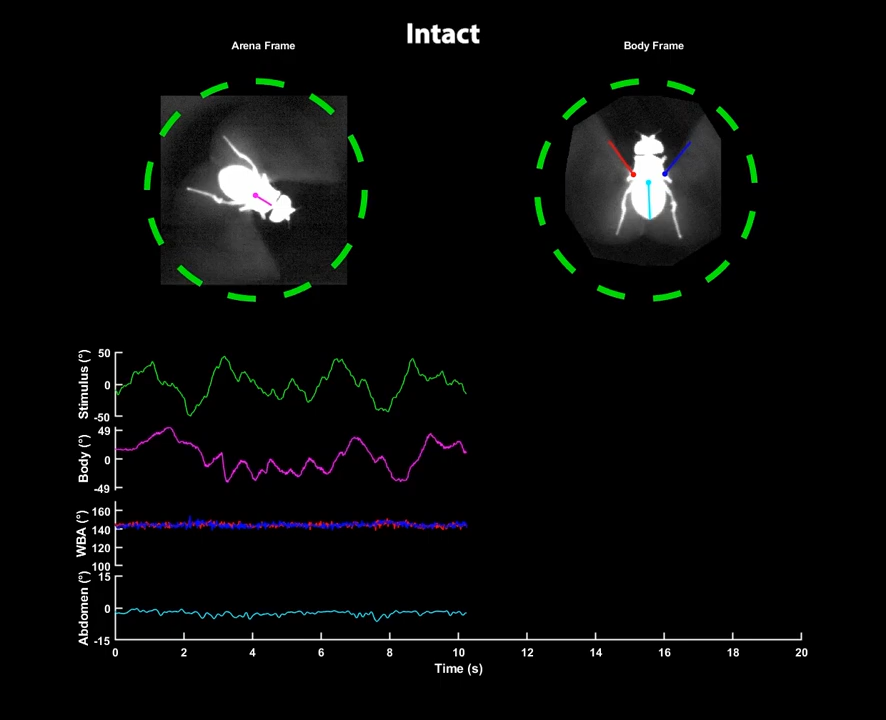 Intact
Arena Frame
Body Frame
Stimulus (°)
50
0
-50
Body (°)
49
0
-49
WBA (°)
160
140
120
100
Abdomen (°)
15
0
-15
0 2 4 6 8 10 12 14 16 18 20
Time (s)